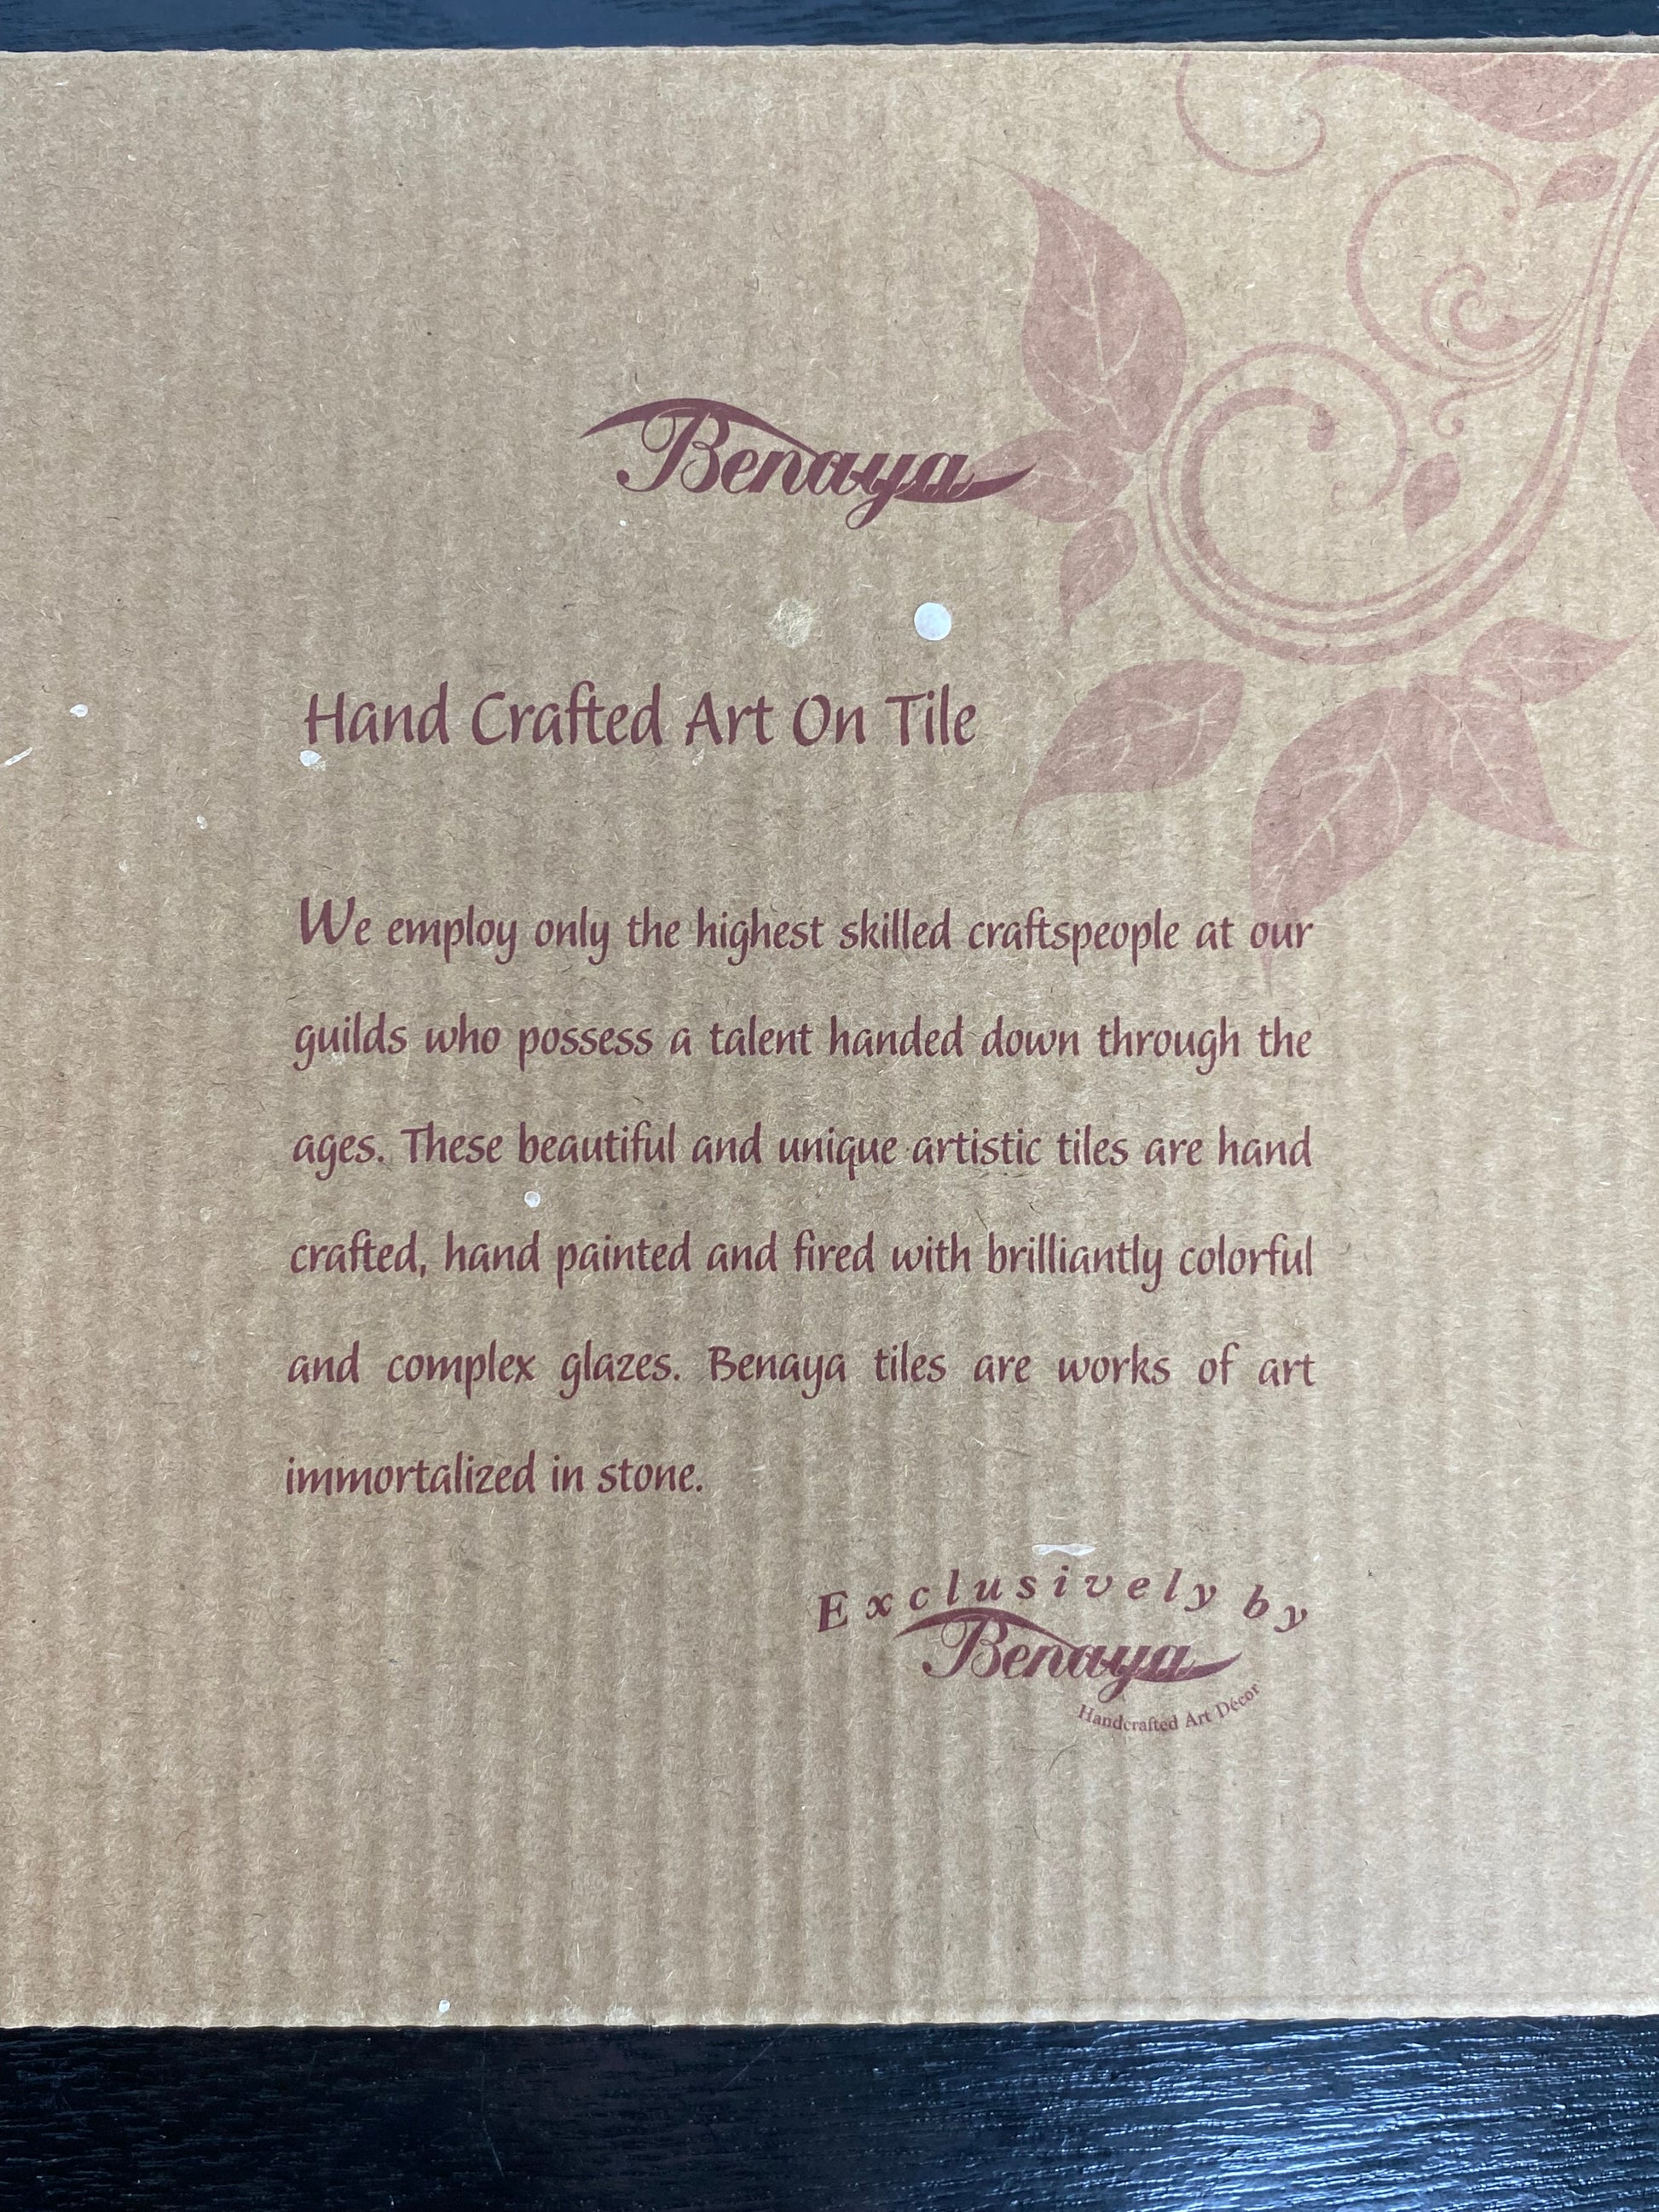 Benaya
Hand Crafted Art On Tile
We employ only the highest skilled craftspeople at our
guilds who possess a talent handed down through the
ages. These beautiful and unique artistic tiles are hand
crafted, hand painted and fired with brilliantly colorful
and complex glazes. Benaya tiles are works of art
immortalized in stone.
Exclusively by
Benaya
Handcrafted Art Décor